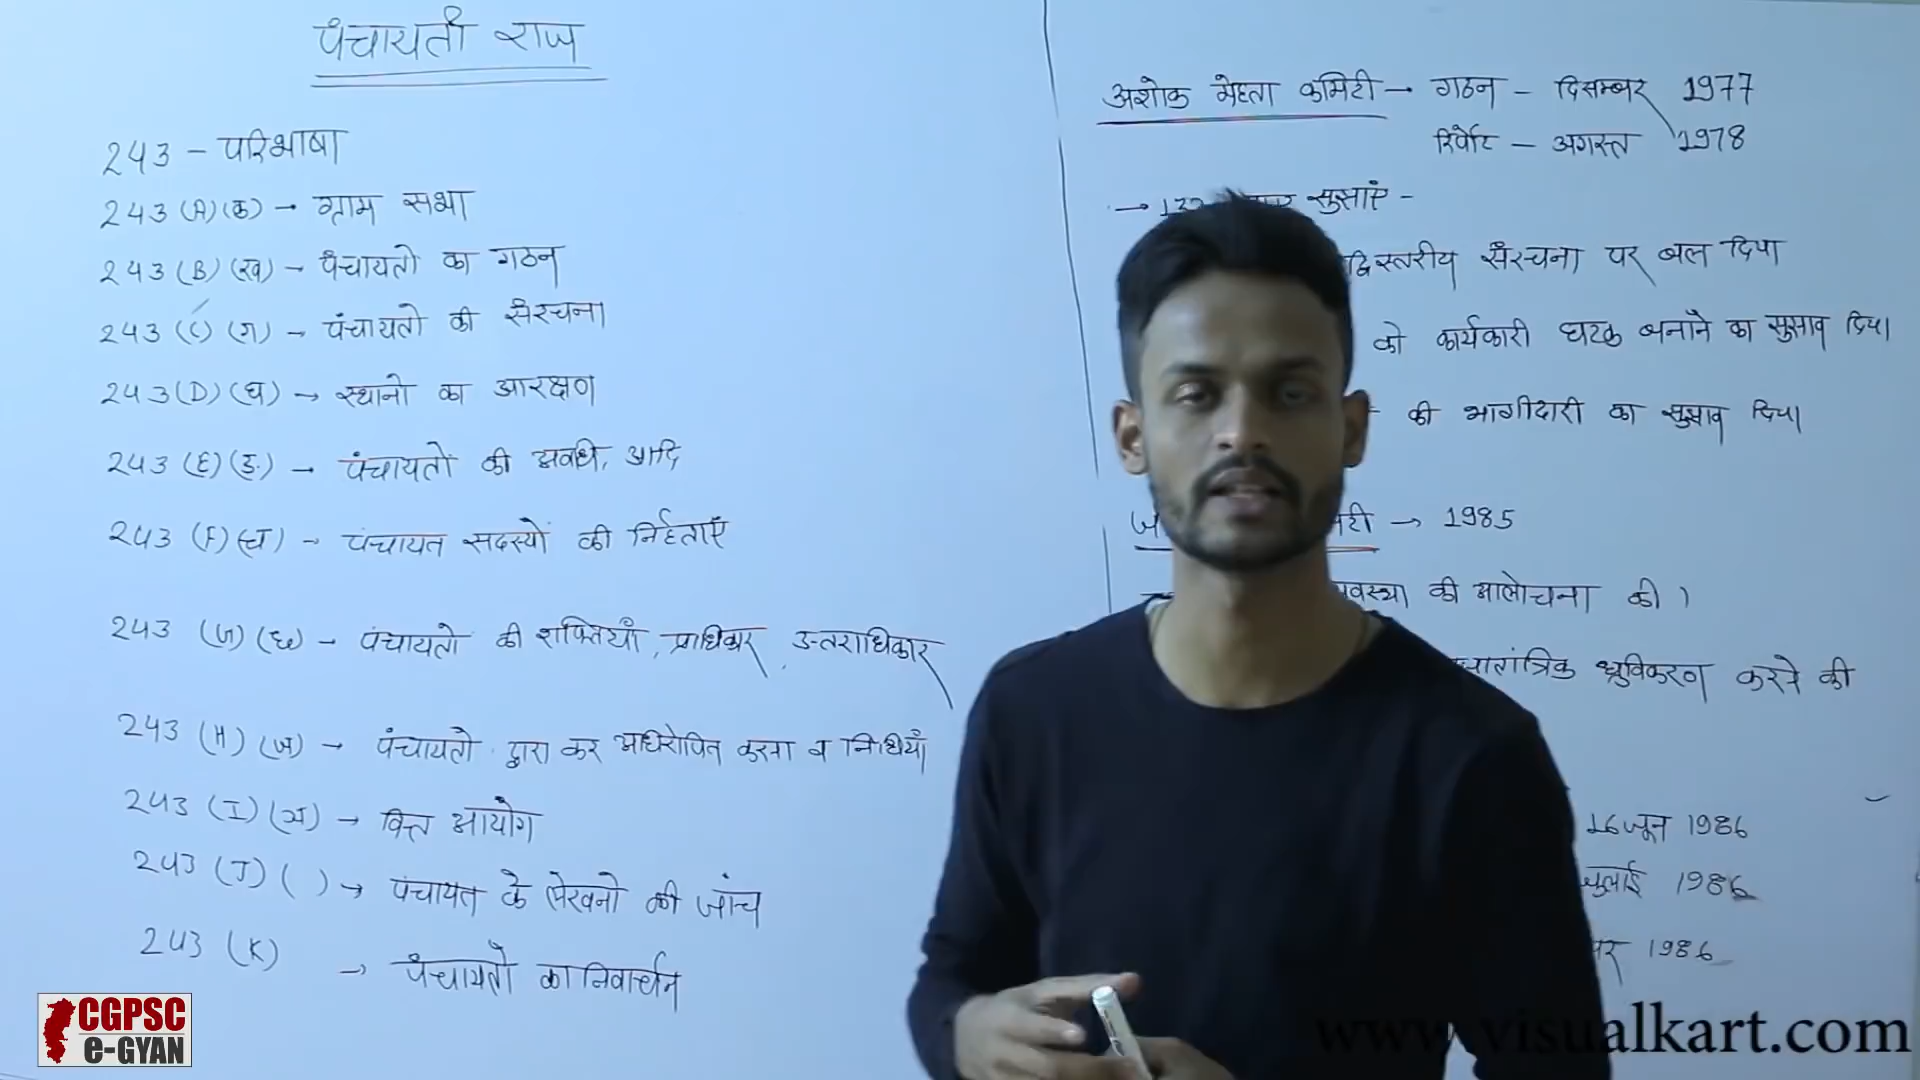 पंचायती राज
243 – परिभाषा
243 (A) (क) → ग्राम सभा
243 (B) (ख) – पंचायतो का गठन
243 (C) (ग) → पंचायतो की संरचना
243 (D) (घ) → स्थानो का आरक्षण
243 (E) (ङ) → पंचायतों की अवधि, आदि
243 (F) (च) → पंचायत सदस्यों की निर्हताएं
243 (G) (छ) – पंचायतो की शक्तियाँ, प्राधिकार, उत्तराधिकार
243 (H) (ज) → पंचायतो द्वारा कर अधिरोपित करना व निधियाँ
243 (I) (झ) → वित्त आयोग
243 (J) ( ) → पंचायत के लेखनो की जांच
243 (K) → पंचायतों का निवार्चन
अशोक मेहता कमिटी → गठन – दिसम्बर 1977
रिर्पोट – अगस्त 1978
→ सुझाएं –
द्विस्तरीय संरचना पर बल दिया
को कार्यकारी घटक बनाने का सुझाव दिया।
की भागीदारी का सुझाव दिया।
→ 1985
की आलोचना की ।
ध्रुविकरण करने की
16 जून 1986
जुलाई 1986
1986
CGPSC
e-GYAN
www.visualkart.com